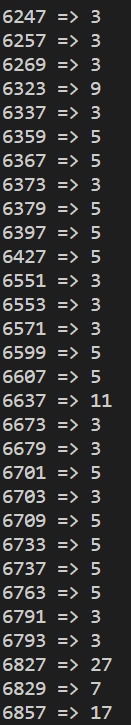 6247 => 3
6257 => 3
6269 => 3
6323 => 9
6337 => 3
6359 => 5
6367 => 5
6373 => 3
6379 => 5
6397 => 5
6427 => 5
6551 => 3
6553 => 3
6571 => 3
6599 => 5
6607 => 5
6637 => 11
6673 => 3
6679 => 3
6701 => 5
6703 => 3
6709 => 5
6733 => 5
6737 => 5
6763 => 5
6791 => 3
6793 => 3
6827 => 27
6829 => 7
6857 => 17